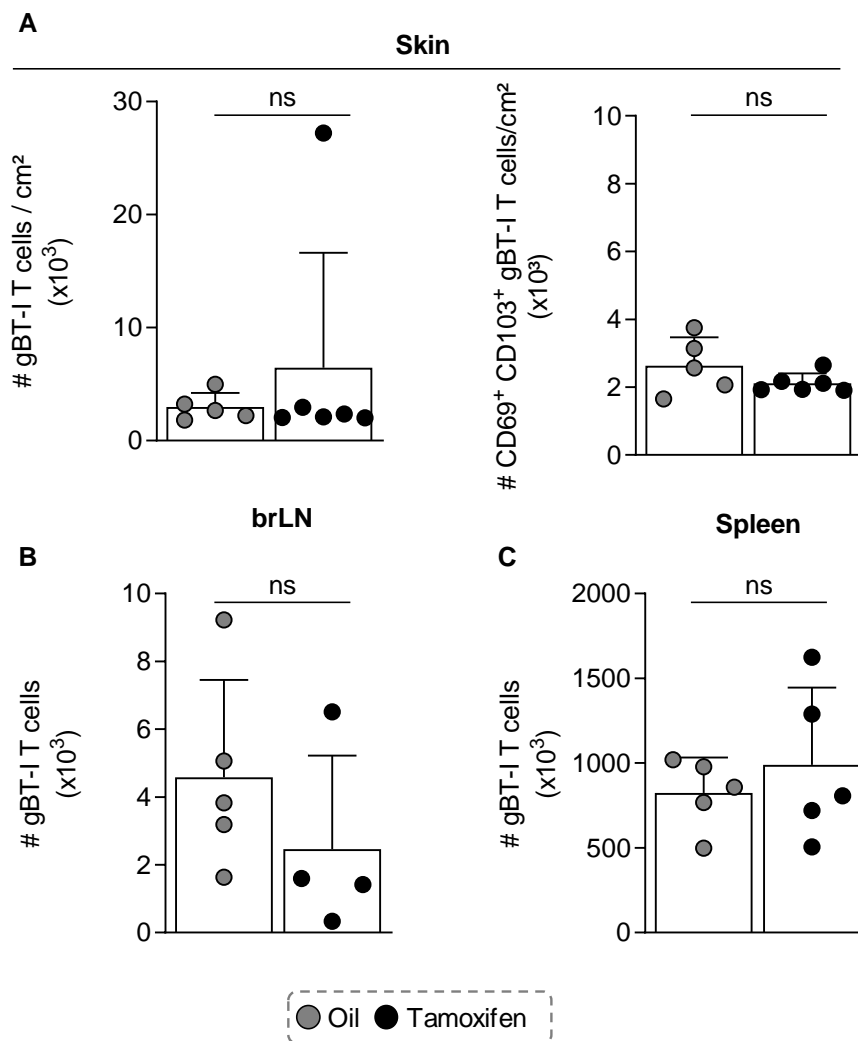 A
Skin
# gBT-I T cells / cm²
(x10³)
30
20
10
0
ns
# CD69⁺ CD103⁺ gBT-I T cells/cm²
(x10³)
10
8
6
4
2
0
ns
B
brLN
# gBT-I T cells
(x10³)
10
8
6
4
2
0
ns
C
Spleen
# gBT-I T cells
(x10³)
2000
1500
1000
500
0
ns
Oil Tamoxifen